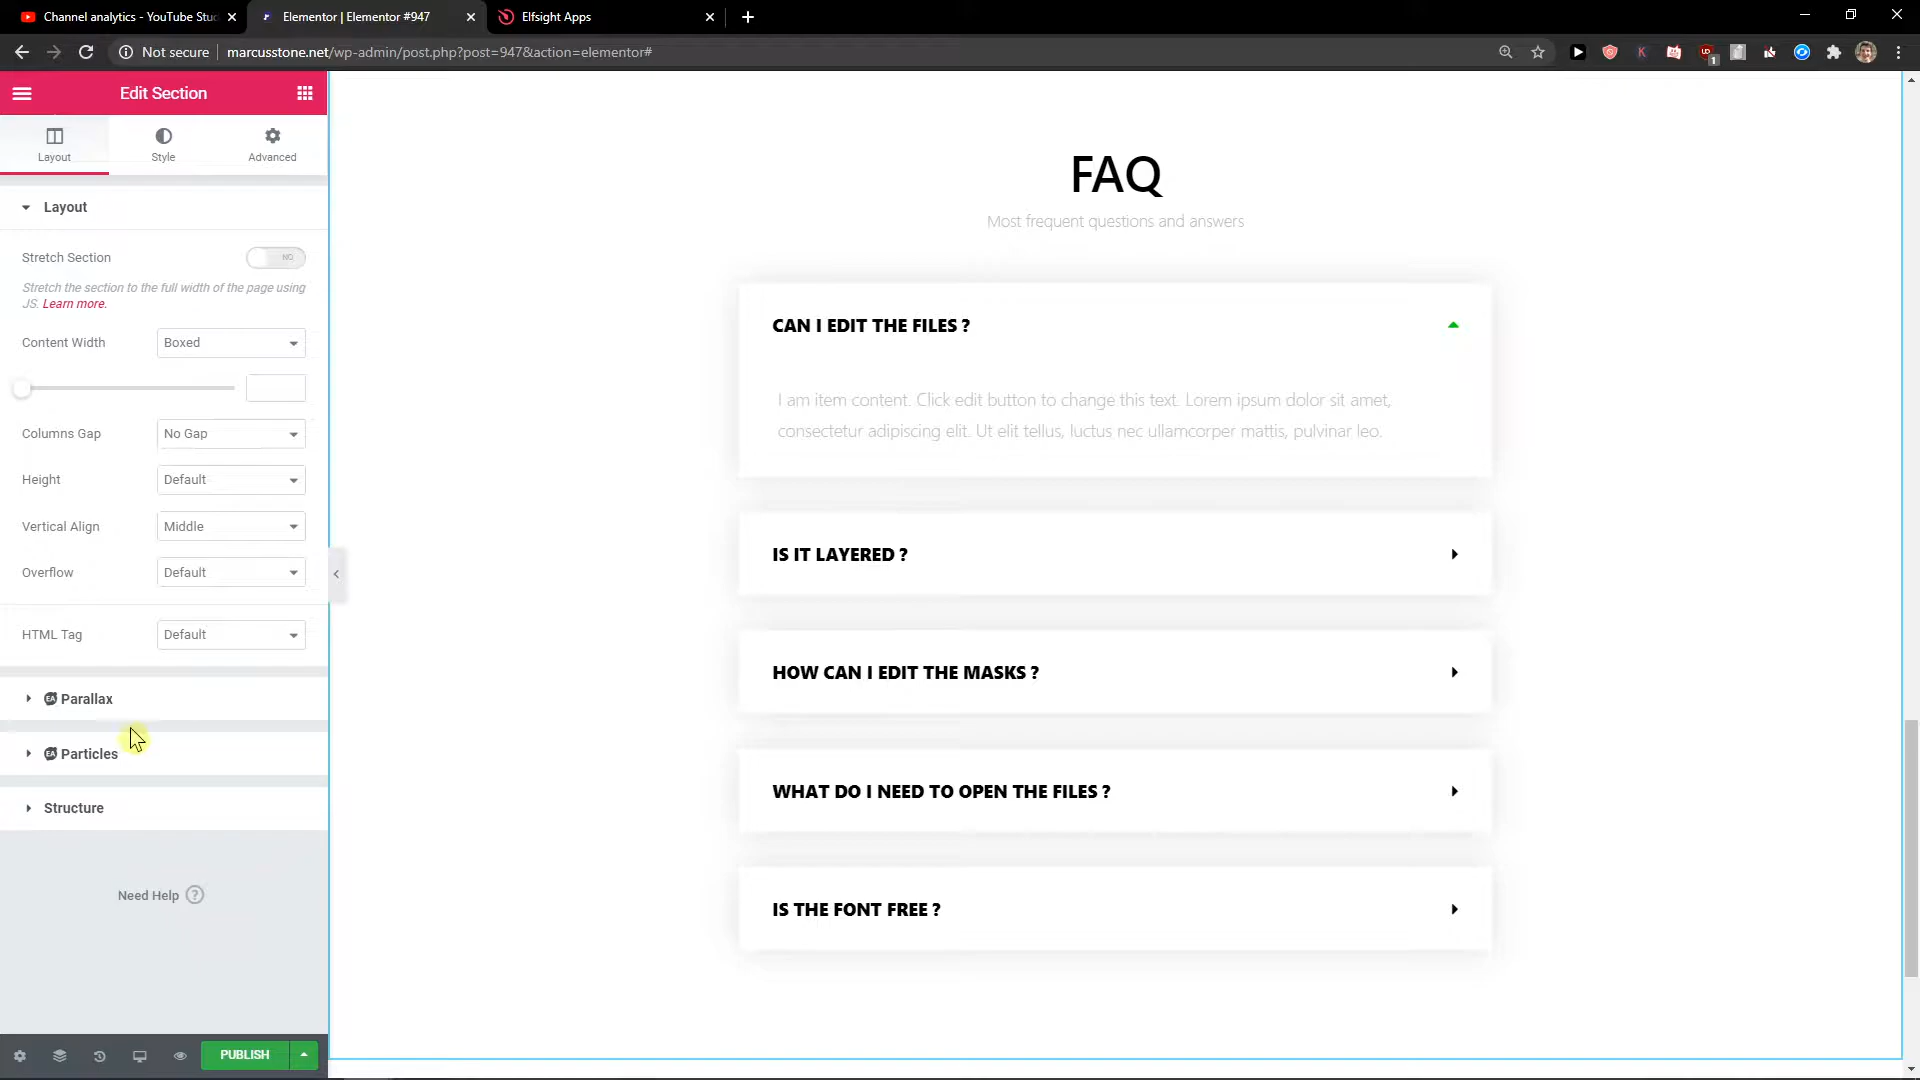 Channel analytics - YouTube Stu
Elementor | Elementor #947
Elfsight Apps
Not secure
marcusstone.net/wp-admin/post.php?post=947&action=elementor#
Edit Section
Layout
Style
Advanced
Layout
Stretch Section
NO
Stretch the section to the full width of the page using
JS. Learn more.
Content Width
Boxed
Columns Gap
No Gap
Height
Default
Vertical Align
Middle
Overflow
Default
HTML Tag
Default
EA Parallax
EA Particles
Structure
Need Help ?
PUBLISH
FAQ
Most frequent questions and answers
CAN I EDIT THE FILES ?
I am item content. Click edit button to change this text. Lorem ipsum dolor sit amet,
consectetur adipiscing elit. Ut elit tellus, luctus nec ullamcorper mattis, pulvinar leo.
IS IT LAYERED ?
HOW CAN I EDIT THE MASKS ?
WHAT DO I NEED TO OPEN THE FILES ?
IS THE FONT FREE ?